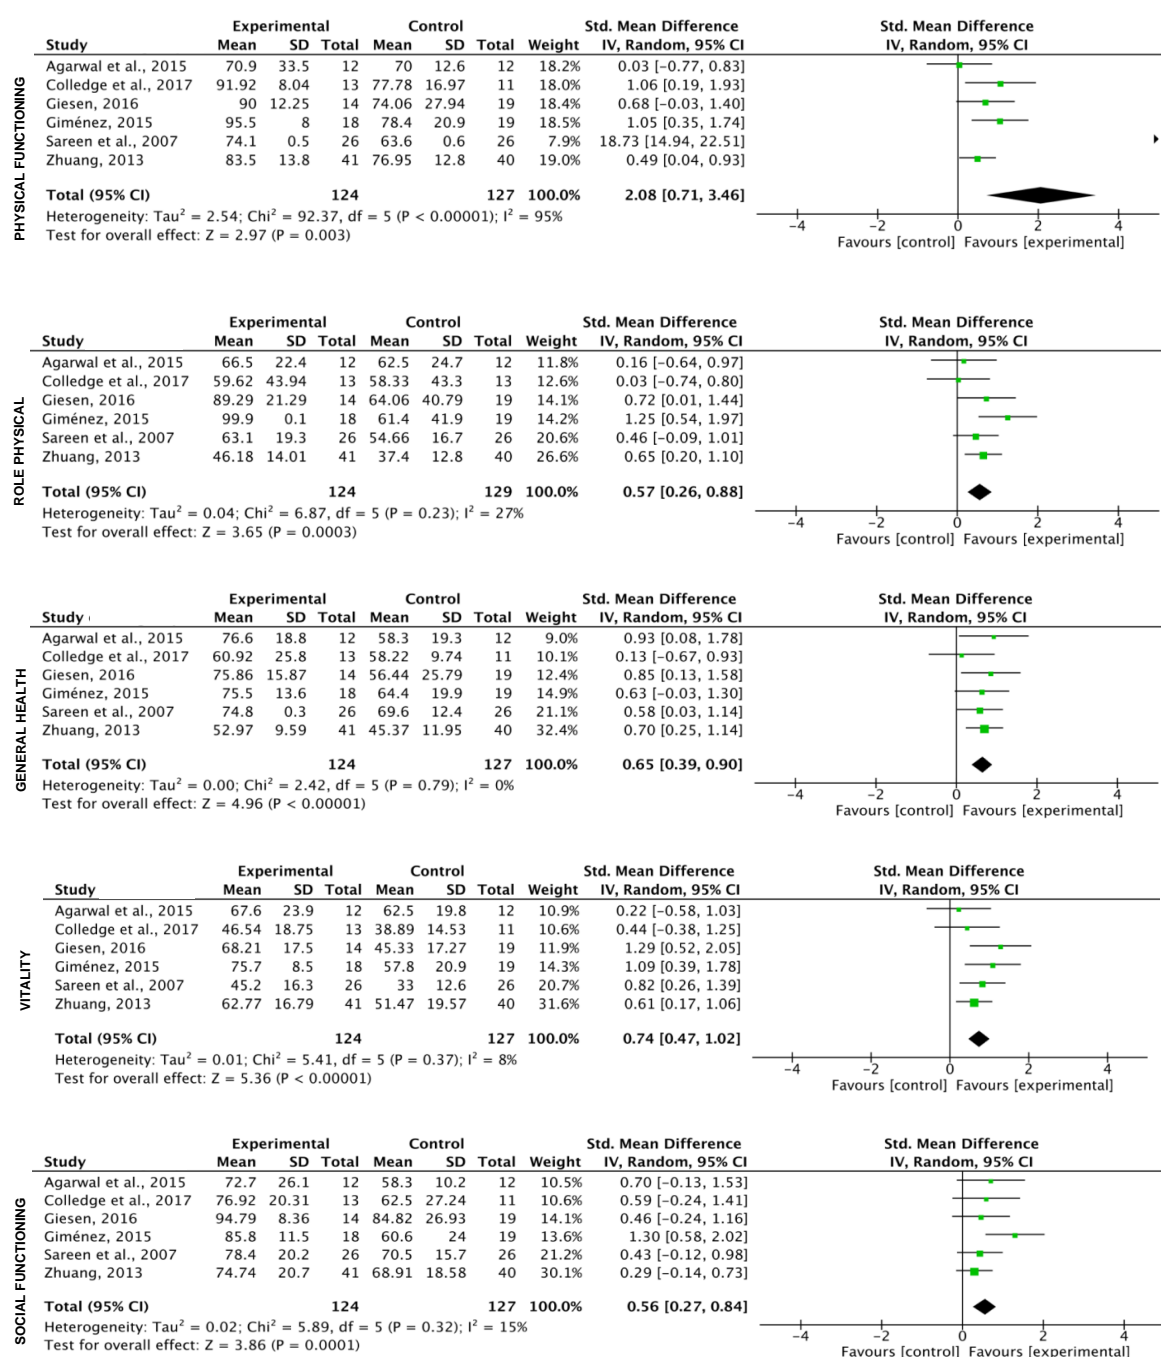 PHYSICAL FUNCTIONING
Experimental Control Std. Mean Difference Std. Mean Difference
Study Mean SD Total Mean SD Total Weight IV, Random, 95% CI IV, Random, 95% CI
Agarwal et al., 2015 70.9 33.5 12 70 12.6 12 18.2% 0.03 [−0.77, 0.83]
Colledge et al., 2017 91.92 8.04 13 77.78 16.97 11 18.0% 1.06 [0.19, 1.93]
Giesen, 2016 90 12.25 14 74.06 27.94 19 18.4% 0.68 [−0.03, 1.40]
Giménez, 2015 95.5 8 18 78.4 20.9 19 18.5% 1.05 [0.35, 1.74]
Sareen et al., 2007 74.1 0.5 26 63.6 0.6 26 7.9% 18.73 [14.94, 22.51]
Zhuang, 2013 83.5 13.8 41 76.95 12.8 40 19.0% 0.49 [0.04, 0.93]
Total (95% CI) 124 127 100.0% 2.08 [0.71, 3.46]
Heterogeneity: Tau² = 2.54; Chi² = 92.37, df = 5 (P < 0.00001); I² = 95%
Test for overall effect: Z = 2.97 (P = 0.003)
−4 −2 0 2 4
Favours [control] Favours [experimental]
ROLE PHYSICAL
Experimental Control Std. Mean Difference Std. Mean Difference
Study Mean SD Total Mean SD Total Weight IV, Random, 95% CI IV, Random, 95% CI
Agarwal et al., 2015 66.5 22.4 12 62.5 24.7 12 11.8% 0.16 [−0.64, 0.97]
Colledge et al., 2017 59.62 43.94 13 58.33 43.3 13 12.6% 0.03 [−0.74, 0.80]
Giesen, 2016 89.29 21.29 14 64.06 40.79 19 14.1% 0.72 [0.01, 1.44]
Giménez, 2015 99.9 0.1 18 61.4 41.9 19 14.2% 1.25 [0.54, 1.97]
Sareen et al., 2007 63.1 19.3 26 54.66 16.7 26 20.6% 0.46 [−0.09, 1.01]
Zhuang, 2013 46.18 14.01 41 37.4 12.8 40 26.6% 0.65 [0.20, 1.10]
Total (95% CI) 124 129 100.0% 0.57 [0.26, 0.88]
Heterogeneity: Tau² = 0.04; Chi² = 6.87, df = 5 (P = 0.23); I² = 27%
Test for overall effect: Z = 3.65 (P = 0.0003)
−4 −2 0 2 4
Favours [control] Favours [experimental]
GENERAL HEALTH
Experimental Control Std. Mean Difference Std. Mean Difference
Study Mean SD Total Mean SD Total Weight IV, Random, 95% CI IV, Random, 95% CI
Agarwal et al., 2015 76.6 18.8 12 58.3 19.3 12 9.0% 0.93 [0.08, 1.78]
Colledge et al., 2017 60.92 25.8 13 58.22 9.74 11 10.1% 0.13 [−0.67, 0.93]
Giesen, 2016 75.86 15.87 14 56.44 25.79 19 12.4% 0.85 [0.13, 1.58]
Giménez, 2015 75.5 13.6 18 64.4 19.9 19 14.9% 0.63 [−0.03, 1.30]
Sareen et al., 2007 74.8 0.3 26 69.6 12.4 26 21.1% 0.58 [0.03, 1.14]
Zhuang, 2013 52.97 9.59 41 45.37 11.95 40 32.4% 0.70 [0.25, 1.14]
Total (95% CI) 124 127 100.0% 0.65 [0.39, 0.90]
Heterogeneity: Tau² = 0.00; Chi² = 2.42, df = 5 (P = 0.79); I² = 0%
Test for overall effect: Z = 4.96 (P < 0.00001)
−4 −2 0 2 4
Favours [control] Favours [experimental]
VITALITY
Experimental Control Std. Mean Difference Std. Mean Difference
Study Mean SD Total Mean SD Total Weight IV, Random, 95% CI IV, Random, 95% CI
Agarwal et al., 2015 67.6 23.9 12 62.5 19.8 12 10.9% 0.22 [−0.58, 1.03]
Colledge et al., 2017 46.54 18.75 13 38.89 14.53 11 10.6% 0.44 [−0.38, 1.25]
Giesen, 2016 68.21 17.5 14 45.33 17.27 19 11.9% 1.29 [0.52, 2.05]
Giménez, 2015 75.7 8.5 18 57.8 20.9 19 14.3% 1.09 [0.39, 1.78]
Sareen et al., 2007 45.2 16.3 26 33 12.6 26 20.7% 0.82 [0.26, 1.39]
Zhuang, 2013 62.77 16.79 41 51.47 19.57 40 31.6% 0.61 [0.17, 1.06]
Total (95% CI) 124 127 100.0% 0.74 [0.47, 1.02]
Heterogeneity: Tau² = 0.01; Chi² = 5.41, df = 5 (P = 0.37); I² = 8%
Test for overall effect: Z = 5.36 (P < 0.00001)
−4 −2 0 2 4
Favours [control] Favours [experimental]
SOCIAL FUNCTIONING
Experimental Control Std. Mean Difference Std. Mean Difference
Study Mean SD Total Mean SD Total Weight IV, Random, 95% CI IV, Random, 95% CI
Agarwal et al., 2015 72.7 26.1 12 58.3 10.2 12 10.5% 0.70 [−0.13, 1.53]
Colledge et al., 2017 76.92 20.31 13 62.5 27.24 11 10.6% 0.59 [−0.24, 1.41]
Giesen, 2016 94.79 8.36 14 84.82 26.93 19 14.1% 0.46 [−0.24, 1.16]
Giménez, 2015 85.8 11.5 18 60.6 24 19 13.6% 1.30 [0.58, 2.02]
Sareen et al., 2007 78.4 20.2 26 70.5 15.7 26 21.2% 0.43 [−0.12, 0.98]
Zhuang, 2013 74.74 20.7 41 68.91 18.58 40 30.1% 0.29 [−0.14, 0.73]
Total (95% CI) 124 127 100.0% 0.56 [0.27, 0.84]
Heterogeneity: Tau² = 0.02; Chi² = 5.89, df = 5 (P = 0.32); I² = 15%
Test for overall effect: Z = 3.86 (P = 0.0001)
−4 −2 0 2 4
Favours [control] Favours [experimental]